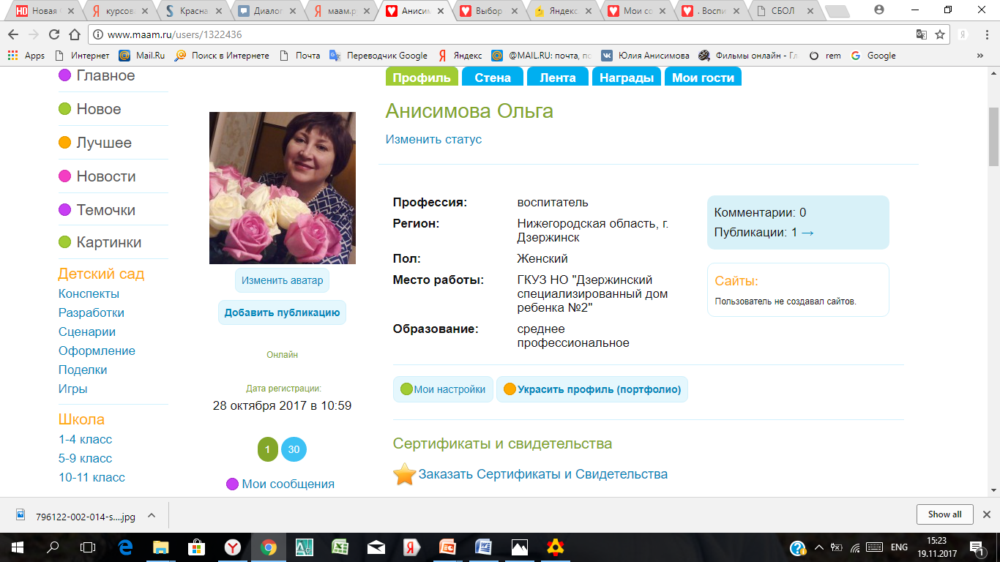 Новая
курсов
Красна
Диалог
маам.р
Аниси
Выбор
Яндекс
Мои со
. Воспи
СБОЛ
www.maam.ru/users/1322436
Apps
Интернет
Mail.Ru
Поиск в Интернете
Почта
Переводчик Google
Яндекс
@MAIL.RU: почта, по
Юлия Анисимова
Фильмы онлайн - Гл
rem
Google
»
Главное
Новое
Лучшее
Новости
Темочки
Картинки
Детский сад
Конспекты
Разработки
Сценарии
Оформление
Поделки
Игры
Школа
1-4 класс
5-9 класс
10-11 класс
Изменить аватар
Добавить публикацию
Онлайн
Дата регистрации:
28 октября 2017 в 10:59
1 30
Мои сообщения
Профиль Стена Лента Награды Мои гости
Анисимова Ольга
Изменить статус
Профессия: воспитатель
Регион: Нижегородская область, г.
Дзержинск
Пол: Женский
Место работы: ГКУЗ НО "Дзержинский
специализированный дом
ребенка №2"
Образование: среднее
профессиональное
Комментарии: 0
Публикации: 1 →
Сайты:
Пользователь не создавал сайтов.
Мои настройки Украсить профиль (портфолио)
Сертификаты и свидетельства
Заказать Сертификаты и Свидетельства
796122-002-014-s....jpg
Show all
ENG
15:23
19.11.2017
1